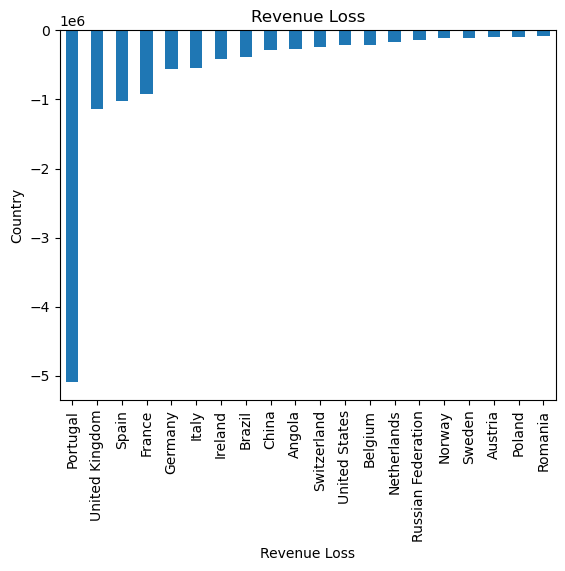 Revenue Loss
1e6
0
−1
−2
−3
−4
−5
Country
Portugal
United Kingdom
Spain
France
Germany
Italy
Ireland
Brazil
China
Angola
Switzerland
United States
Belgium
Netherlands
Russian Federation
Norway
Sweden
Austria
Poland
Romania
Revenue Loss